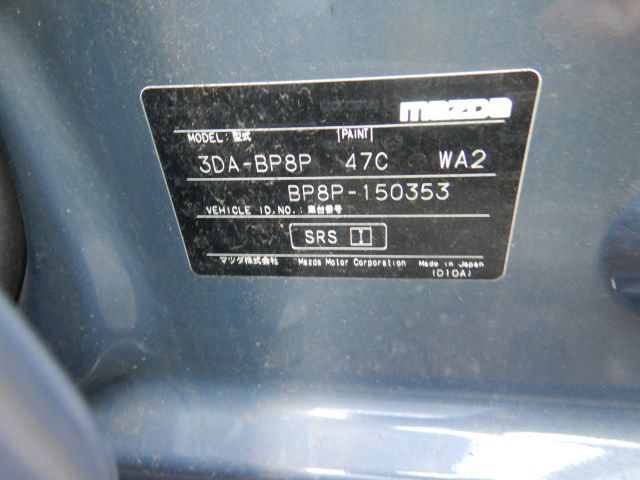 mazda
MODEL:型式 [PAINT]
3DA-BP8P 47C WA2
BP8P-150353
VEHICLE ID.NO.:車台番号
SRS I
マツダ株式会社 Mazda Motor Corporation Made in Japan
(D10A)